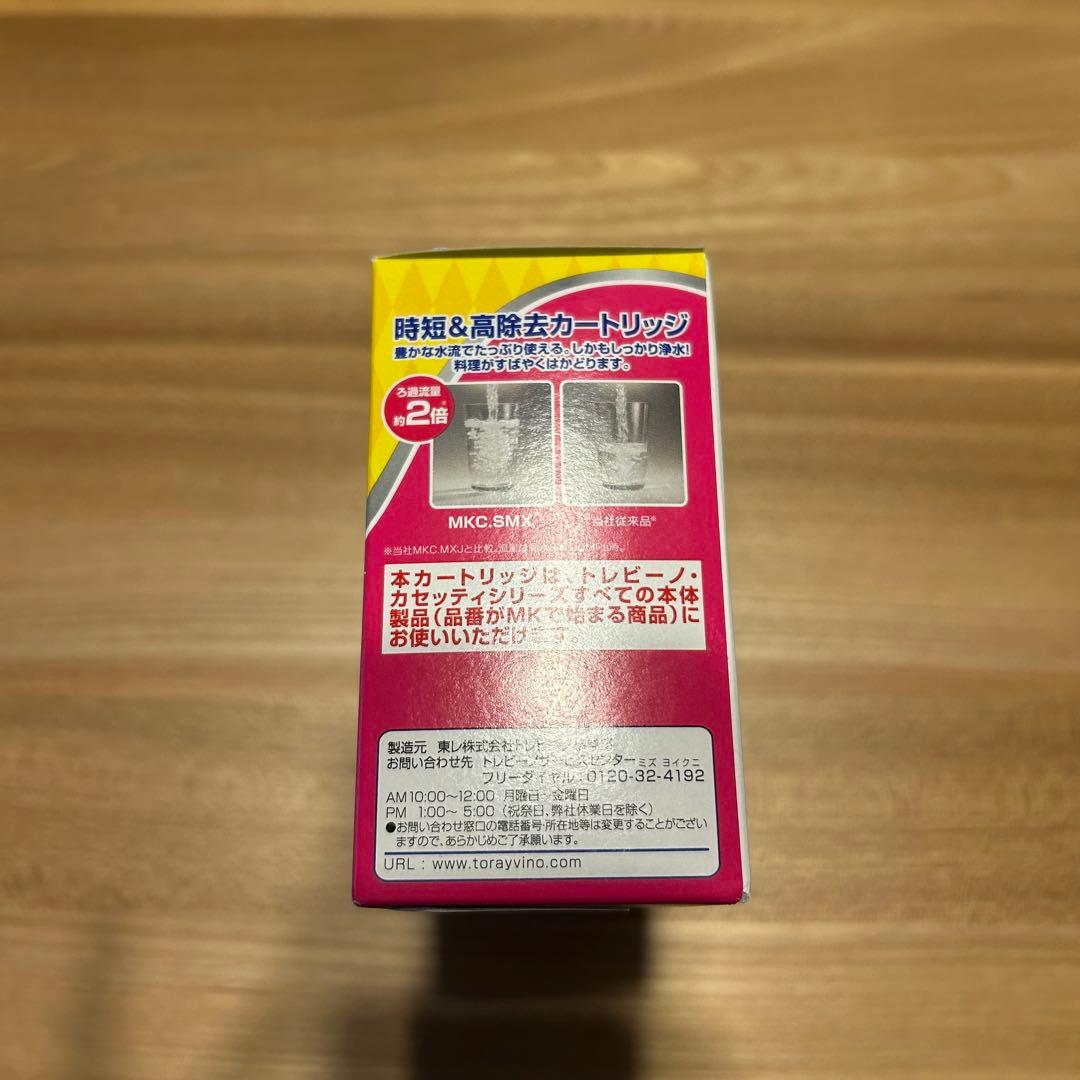 時短&高除去カートリッジ
豊かな水流でたっぷり使える。しかもしっかり浄水!
料理がすばやくはかどります。
ろ過流量
約2倍※
MKC.SMX
当社従来品※
※当社MKC.MXJと比較。
本カートリッジは、トレビーノ・
カセッティシリーズすべての本体
製品(品番がMKで始まる商品)に
お使いいただけます。
製造元 東レ株式会社トレビーノ
お問い合わせ先 トレビーノサービスセンター ミズ ヨイクニ
フリーダイヤル:0120-32-4192
AM10:00〜12:00 月曜日〜金曜日
PM 1:00〜 5:00 (祝祭日、弊社休業日を除く)
●お問い合わせ窓口の電話番号・所在地等は変更することがござい
ますので、あらかじめご了承願います。
URL : www.torayvino.com